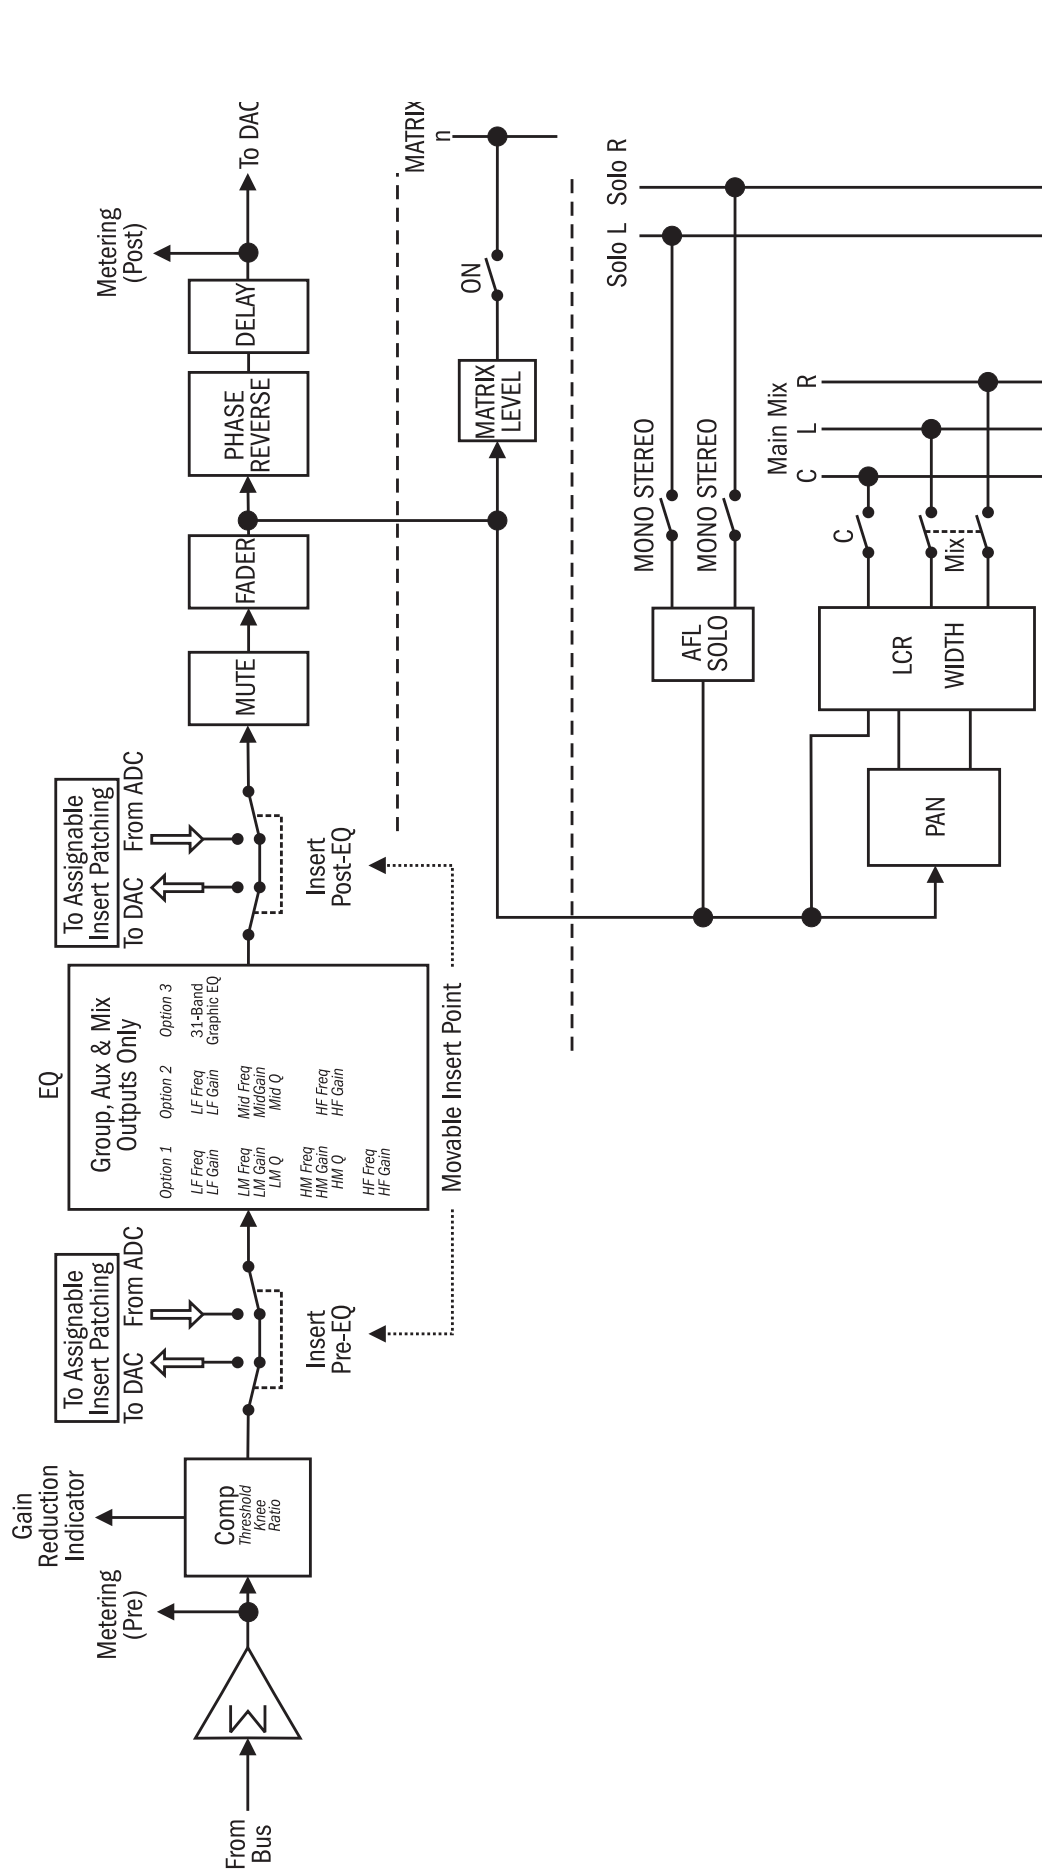 From
Bus
Σ
Metering
(Pre)
Gain
Reduction
Indicator
Comp
Threshold
Knee
Ratio
To Assignable
Insert Patching
To DAC
From ADC
Insert
Pre-EQ
EQ
Group, Aux & Mix
Outputs Only
Option 1
LF Freq
LF Gain
LM Freq
LM Gain
LM Q
HM Freq
HM Gain
HM Q
HF Freq
HF Gain
Option 2
LF Freq
LF Gain
Mid Freq
MidGain
Mid Q
HF Freq
HF Gain
Option 3
31-Band
Graphic EQ
Movable Insert Point
To Assignable
Insert Patching
To DAC
From ADC
Insert
Post-EQ
MUTE
FADER
PHASE
REVERSE
DELAY
Metering
(Post)
To DAC
MATRIX
LEVEL
ON
MATRIX
n
AFL
SOLO
MONO STEREO
MONO STEREO
Solo L
Solo R
PAN
LCR
WIDTH
C
Mix
Main Mix
C
L
R